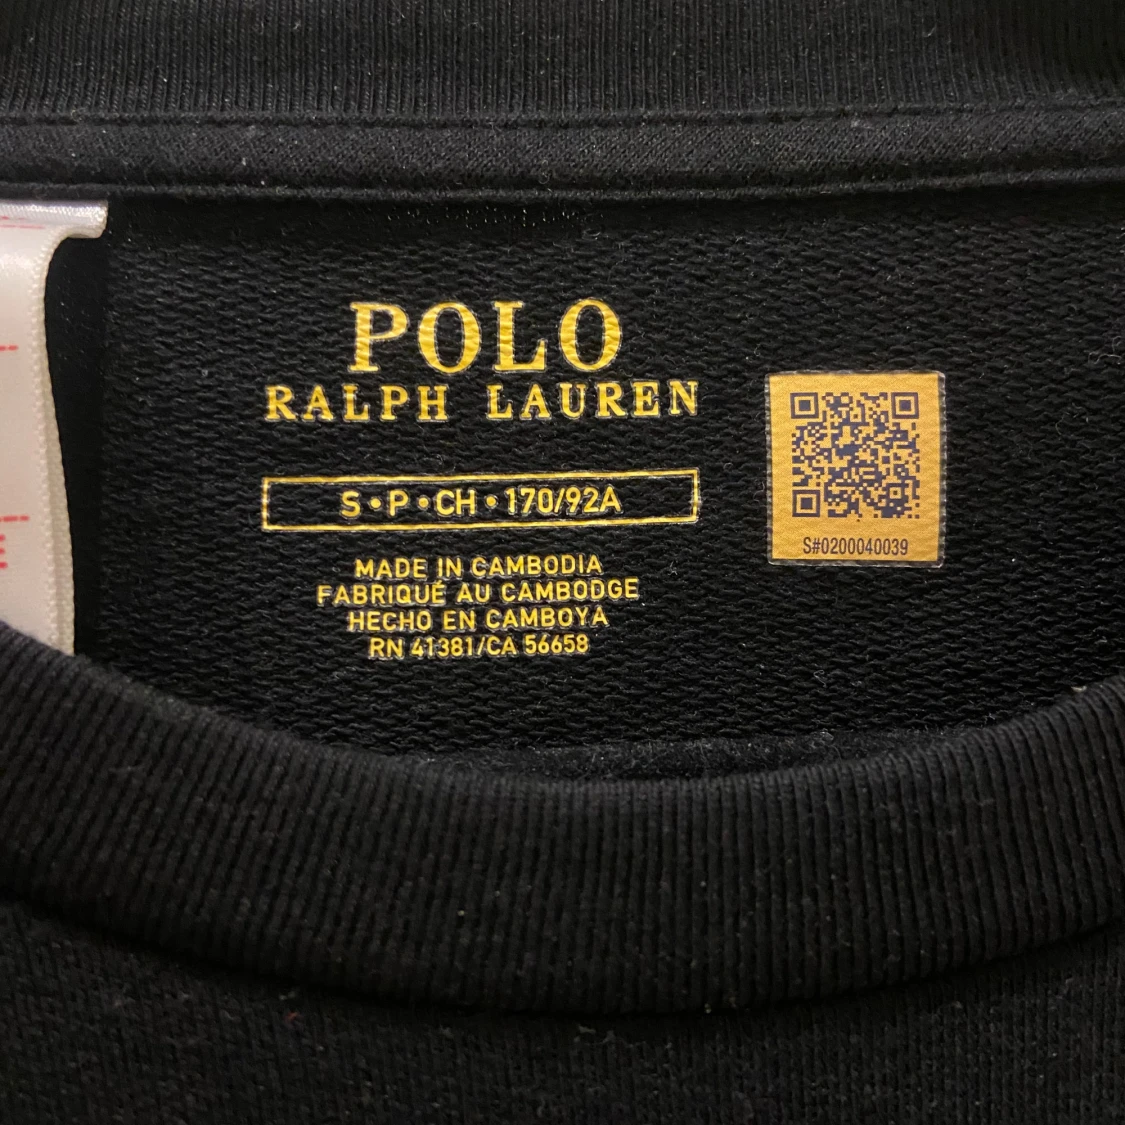 POLO
RALPH LAUREN
S•P•CH•170/92A
MADE IN CAMBODIA
FABRIQUÉ AU CAMBODGE
HECHO EN CAMBOYA
RN 41381/CA 56658
S#0200040039